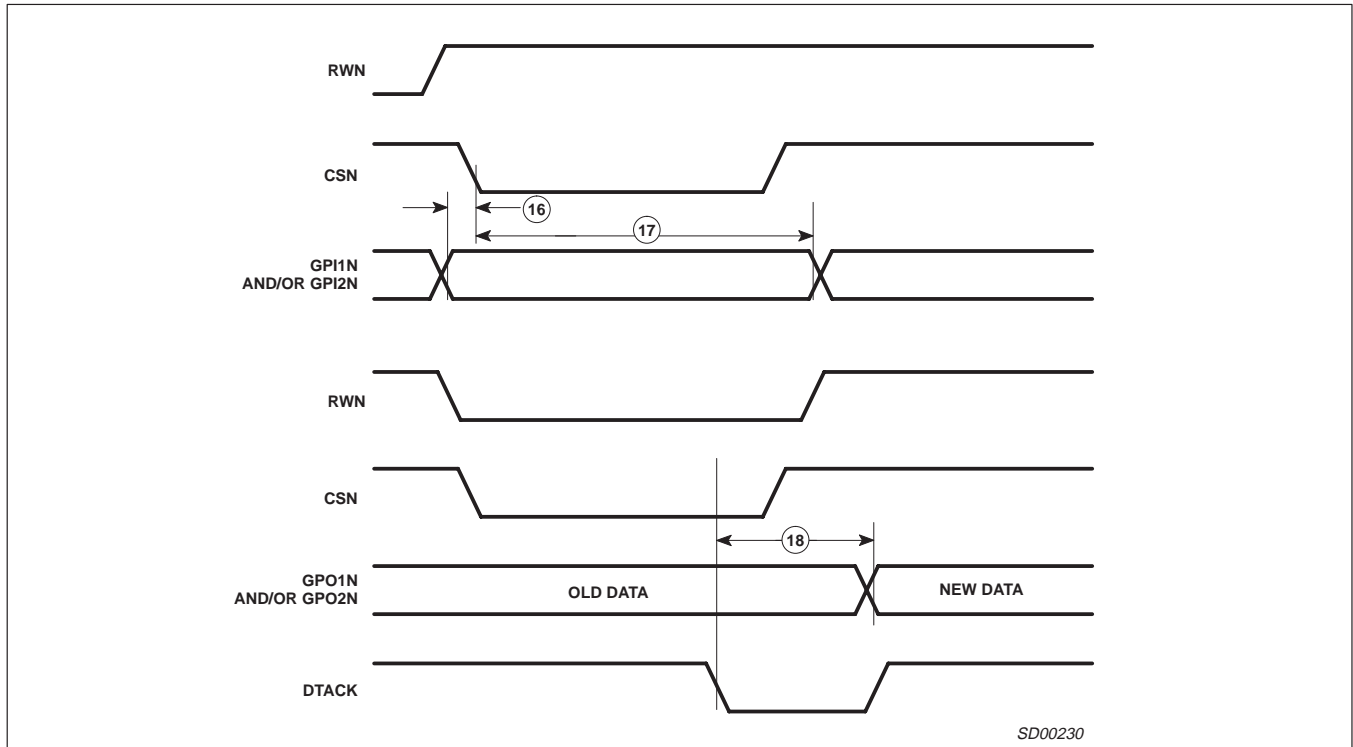 RWN
CSN
16
17
GPI1N
AND/OR GPI2N
RWN
CSN
18
GPO1N
AND/OR GPO2N
OLD DATA
NEW DATA
DTACK
SD00230